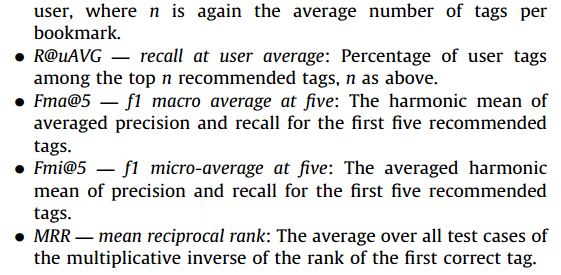 user, where n is again the average number of tags per
bookmark.
• R@uAVG — recall at user average: Percentage of user tags
among the top n recommended tags, n as above.
• Fma@5 — f1 macro average at five: The harmonic mean of
averaged precision and recall for the first five recommended
tags.
• Fmi@5 — f1 micro-average at five: The averaged harmonic
mean of precision and recall for the first five recommended
tags.
• MRR — mean reciprocal rank: The average over all test cases of
the multiplicative inverse of the rank of the first correct tag.